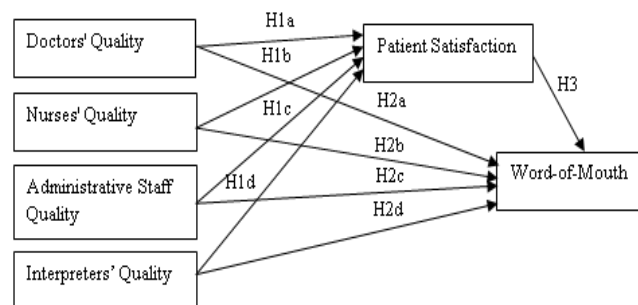 Doctors' Quality
Nurses' Quality
Administrative Staff
Quality
Interpreters’ Quality
H1a
H1b
H1c
H1d
Patient Satisfaction
H2a
H2b
H2c
H2d
H3
Word-of-Mouth